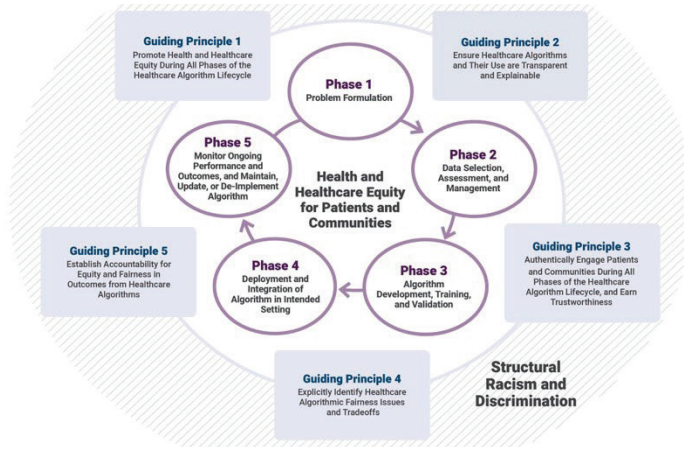 Guiding Principle 1
Promote Health and Healthcare
Equity During All Phases of the
Healthcare Algorithm Lifecycle
Guiding Principle 2
Ensure Healthcare Algorithms
and Their Use are Transparent
and Explainable
Phase 1
Problem Formulation
Phase 5
Monitor Ongoing
Performance and
Outcomes, and Maintain,
Update, or De-Implement
Algorithm
Phase 2
Data Selection,
Assessment, and
Management
Health and
Healthcare Equity
for Patients and
Communities
Guiding Principle 5
Establish Accountability for
Equity and Fairness in
Outcomes from Healthcare
Algorithms
Phase 4
Deployment and
Integration of
Algorithm in Intended
Setting
Phase 3
Algorithm
Development, Training,
and Validation
Guiding Principle 3
Authentically Engage Patients
and Communities During All
Phases of the Healthcare
Algorithm Lifecycle, and Earn
Trustworthiness
Guiding Principle 4
Explicitly Identify Healthcare
Algorithmic Fairness Issues
and Tradeoffs
Structural
Racism and
Discrimination